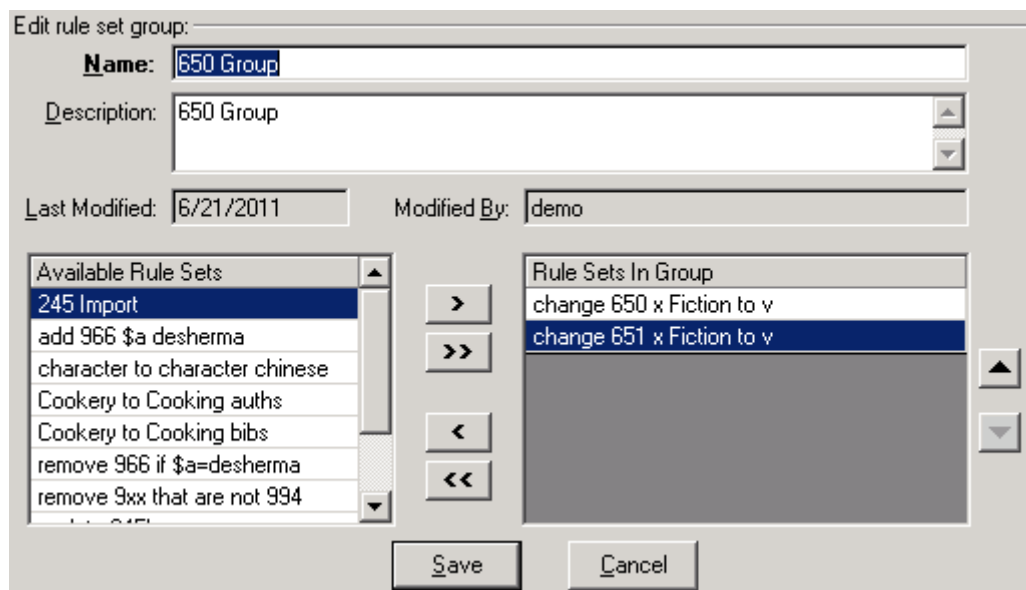 Edit rule set group:
Name: 650 Group
Description: 650 Group
Last Modified: 6/21/2011 Modified By: demo
Available Rule Sets
245 Import
add 966 $a desherma
character to character chinese
Cookery to Cooking auths
Cookery to Cooking bibs
remove 966 if $a=desherma
remove 9xx that are not 994
>
>>
<
<<
Rule Sets In Group
change 650 x Fiction to v
change 651 x Fiction to v
Save Cancel